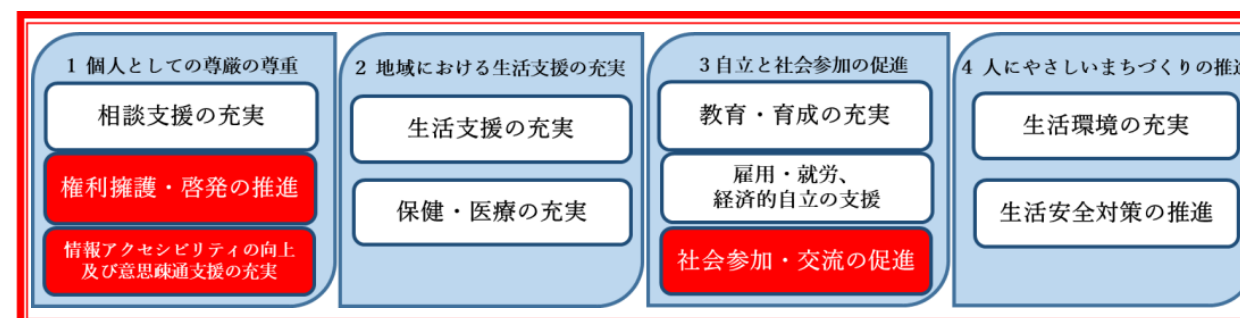 1 個人としての尊厳の尊重
相談支援の充実
権利擁護・啓発の推進
情報アクセシビリティの向上
及び意思疎通支援の充実
2 地域における生活支援の充実
生活支援の充実
保健・医療の充実
3 自立と社会参加の促進
教育・育成の充実
雇用・就労、
経済的自立の支援
社会参加・交流の促進
4 人にやさしいまちづくりの推進
生活環境の充実
生活安全対策の推進